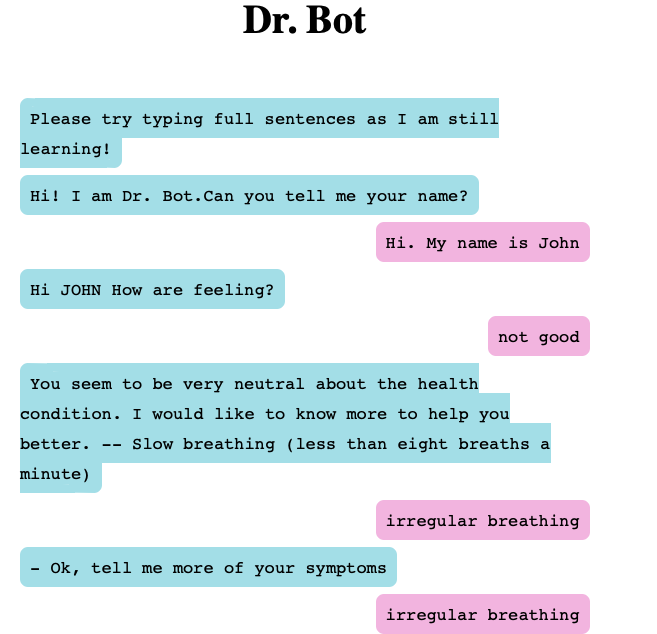 Dr. Bot
Please try typing full sentences as I am still
learning!
Hi! I am Dr. Bot.Can you tell me your name?
Hi. My name is John
Hi JOHN How are feeling?
not good
You seem to be very neutral about the health
condition. I would like to know more to help you
better. -- Slow breathing (less than eight breaths a
minute)
irregular breathing
- Ok, tell me more of your symptoms
irregular breathing